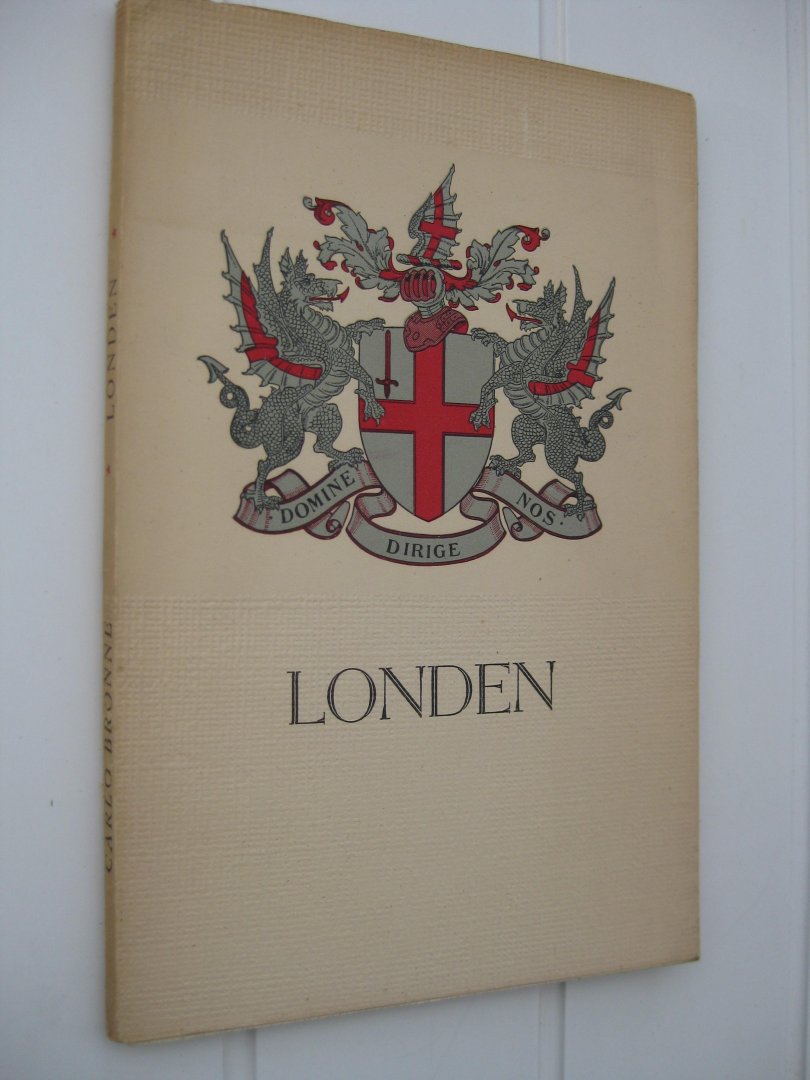 DOMINE
DIRIGE
NOS
LONDEN
CARLO BRONNE * LONDEN *